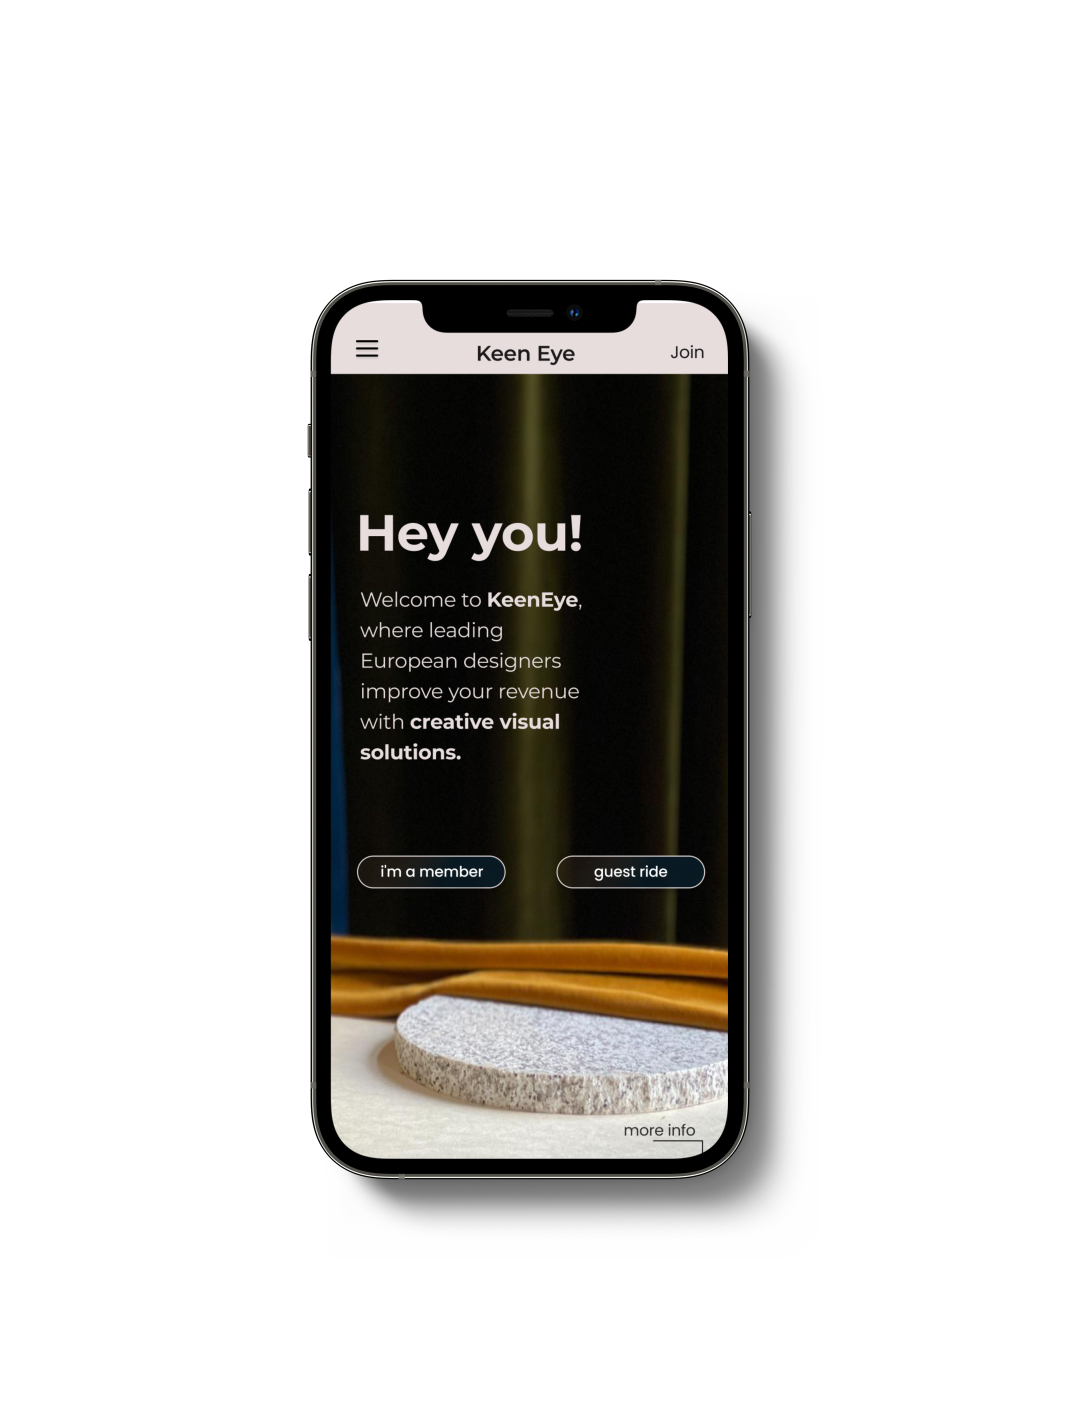 Keen Eye
Join
Hey you!
Welcome to KeenEye,
where leading
European designers
improve your revenue
with creative visual
solutions.
i'm a member
guest ride
more info